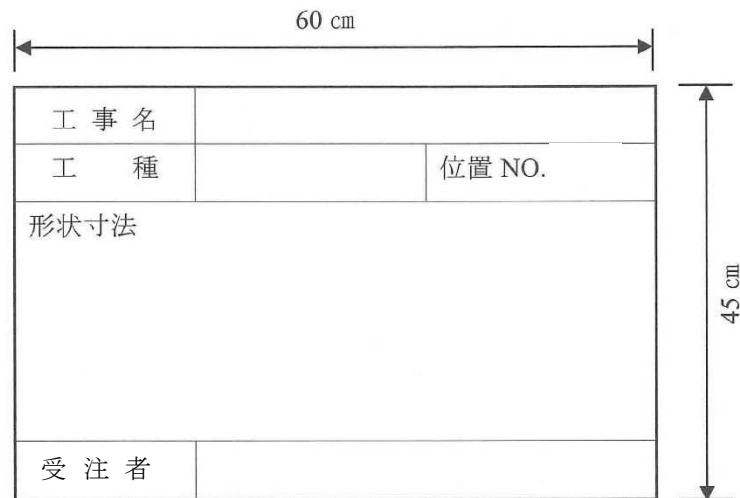 60 cm
工 事 名
工 種 位置 NO.
形状寸法
45 cm
受 注 者